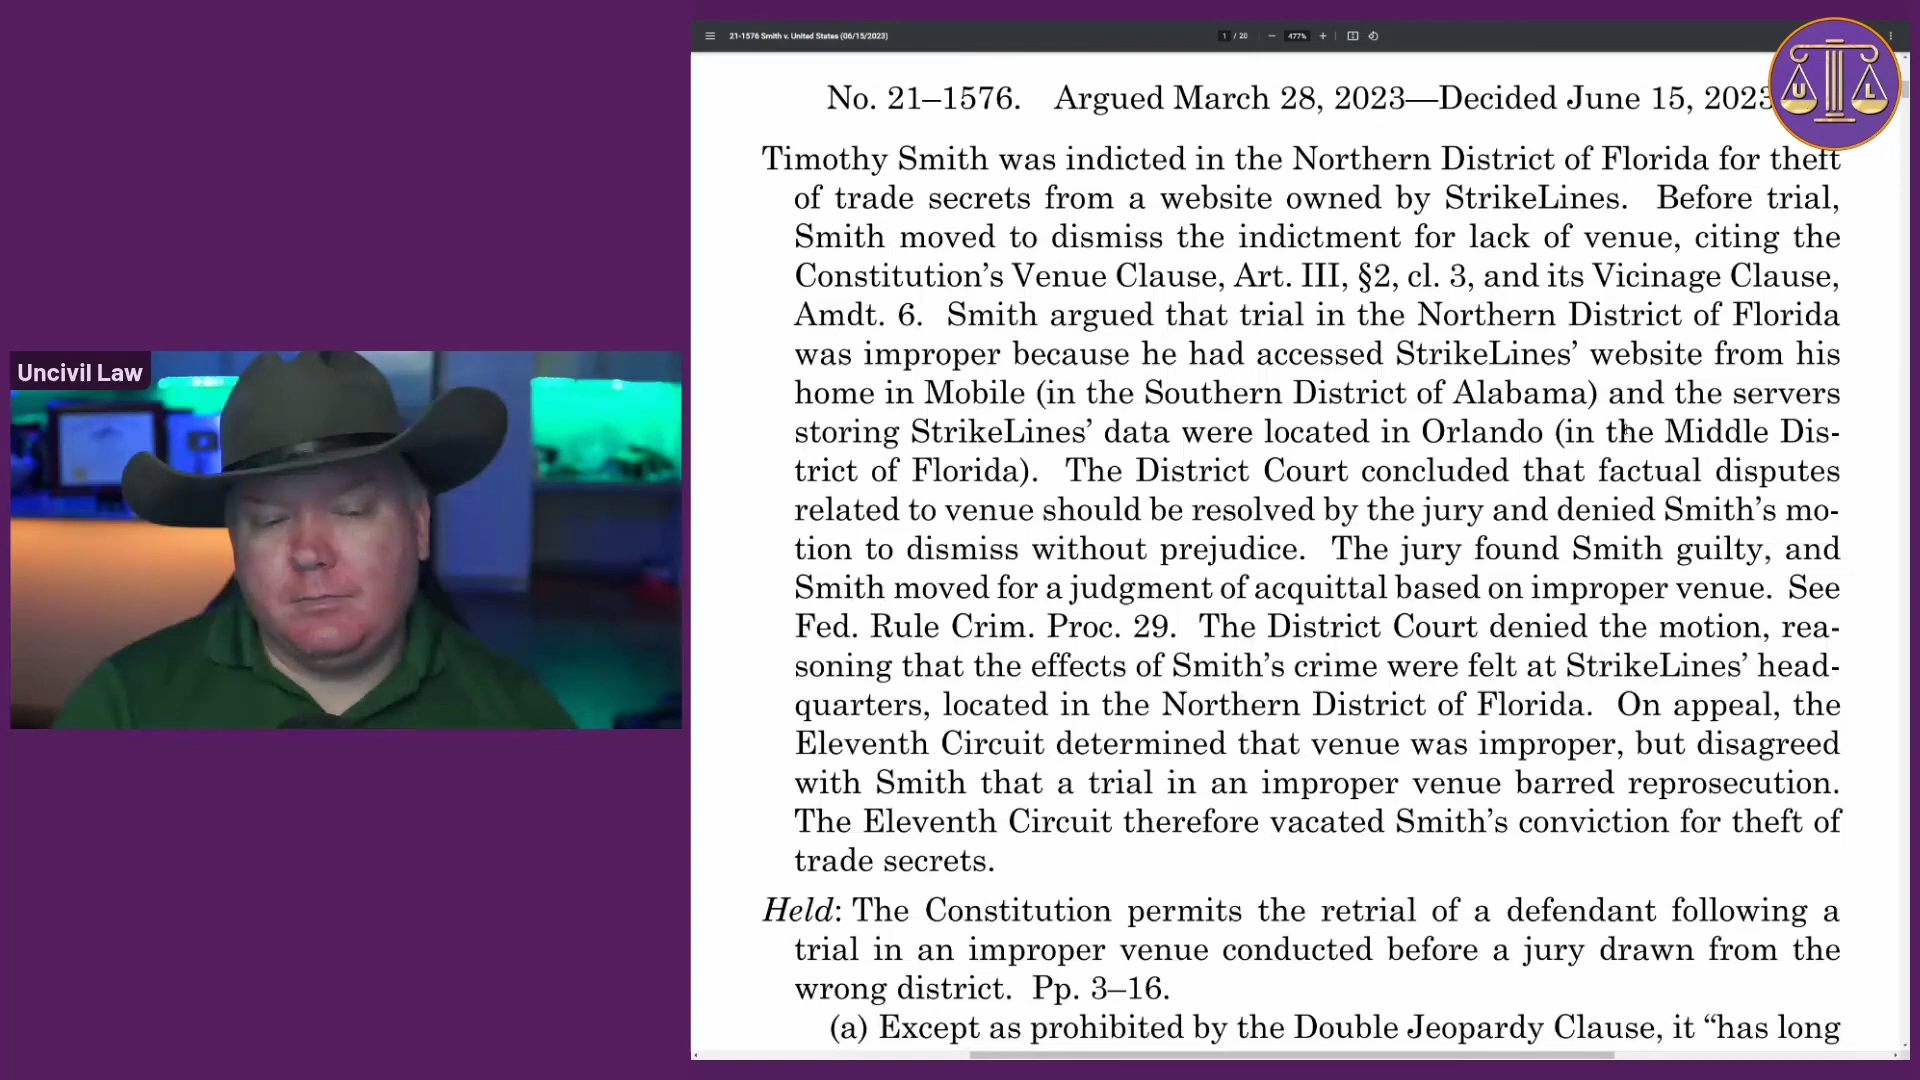 21-1576 Smith v. United States (06/15/2023)
1 / 20
477%
U L
Uncivil Law
No. 21–1576. Argued March 28, 2023—Decided June 15, 2023
Timothy Smith was indicted in the Northern District of Florida for theft
of trade secrets from a website owned by StrikeLines. Before trial,
Smith moved to dismiss the indictment for lack of venue, citing the
Constitution’s Venue Clause, Art. III, §2, cl. 3, and its Vicinage Clause,
Amdt. 6. Smith argued that trial in the Northern District of Florida
was improper because he had accessed StrikeLines’ website from his
home in Mobile (in the Southern District of Alabama) and the servers
storing StrikeLines’ data were located in Orlando (in the Middle Dis-
trict of Florida). The District Court concluded that factual disputes
related to venue should be resolved by the jury and denied Smith’s mo-
tion to dismiss without prejudice. The jury found Smith guilty, and
Smith moved for a judgment of acquittal based on improper venue. See
Fed. Rule Crim. Proc. 29. The District Court denied the motion, rea-
soning that the effects of Smith’s crime were felt at StrikeLines’ head-
quarters, located in the Northern District of Florida. On appeal, the
Eleventh Circuit determined that venue was improper, but disagreed
with Smith that a trial in an improper venue barred reprosecution.
The Eleventh Circuit therefore vacated Smith’s conviction for theft of
trade secrets.
Held: The Constitution permits the retrial of a defendant following a
trial in an improper venue conducted before a jury drawn from the
wrong district. Pp. 3–16.
(a) Except as prohibited by the Double Jeopardy Clause, it “has long